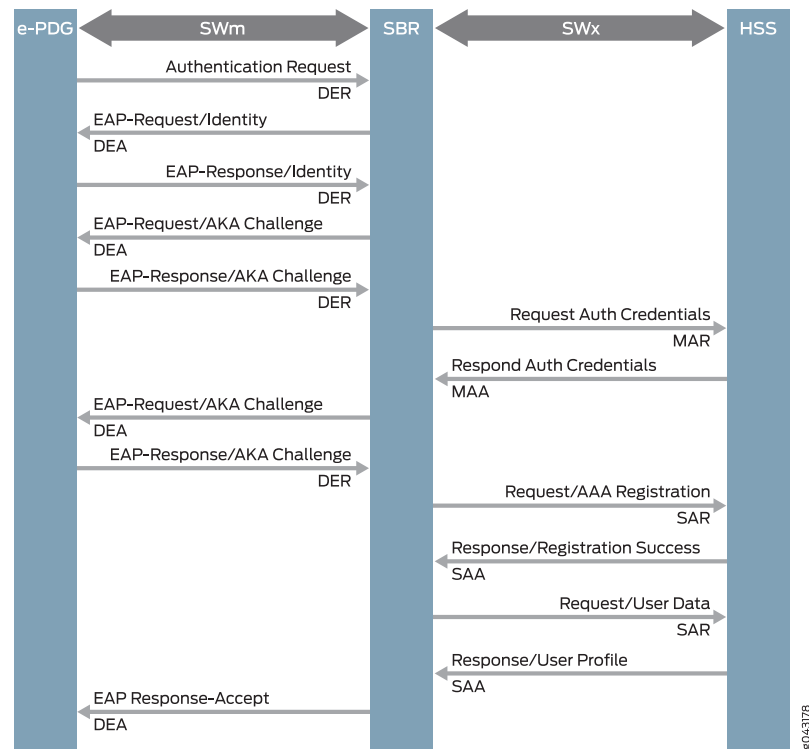 e-PDG SWm SBR SWx HSS
Authentication Request
DER
EAP-Request/Identity
DEA
EAP-Response/Identity
DER
EAP-Request/AKA Challenge
DEA
EAP-Response/AKA Challenge
DER
Request Auth Credentials
MAR
Respond Auth Credentials
MAA
EAP-Request/AKA Challenge
DEA
EAP-Response/AKA Challenge
DER
Request/AAA Registration
SAR
Response/Registration Success
SAA
Request/User Data
SAR
Response/User Profile
SAA
EAP Response-Accept
DEA
g043178